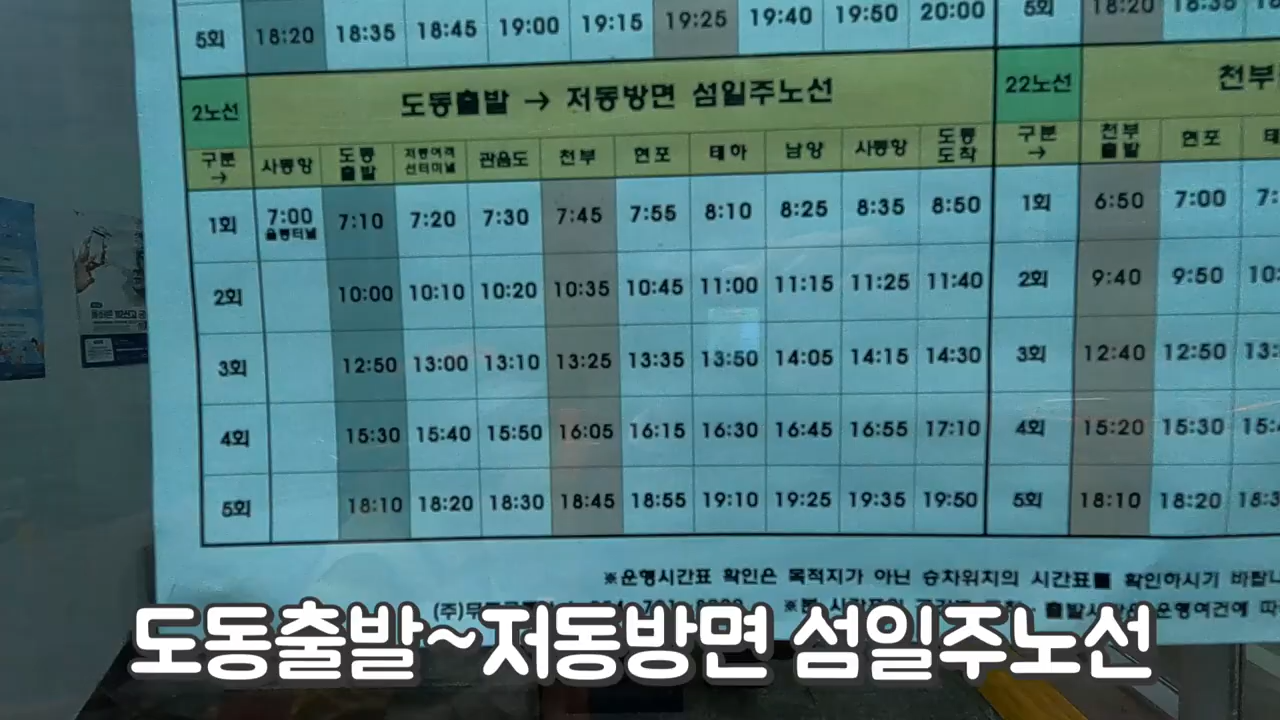 5회 18:20 18:35 18:45 19:00 19:15 19:25 19:40 19:50 20:00 5회 18:20 18:35
2노선 도동출발 → 저동방면 섬일주노선 22노선 천부
구분 → 사동항 도동 출발 저동여객 선터미널 관음도 천부 현포 태하 남양 사동항 도동 도착 구분 → 천부 출발 현포
1회 7:00 울릉터널 7:10 7:20 7:30 7:45 7:55 8:10 8:25 8:35 8:50 1회 6:50 7:00
2회 10:00 10:10 10:20 10:35 10:45 11:00 11:15 11:25 11:40 2회 9:40 9:50
3회 12:50 13:00 13:10 13:25 13:35 13:50 14:05 14:15 14:30 3회 12:40 12:50
4회 15:30 15:40 15:50 16:05 16:15 16:30 16:45 16:55 17:10 4회 15:20 15:30
5회 18:10 18:20 18:30 18:45 18:55 19:10 19:25 19:35 19:50 5회 18:10 18:20
※운행시간표 확인은 목적지가 아닌 승차위치의 시간표를 확인하시기 바랍니
도동출발~저동방면 섬일주노선